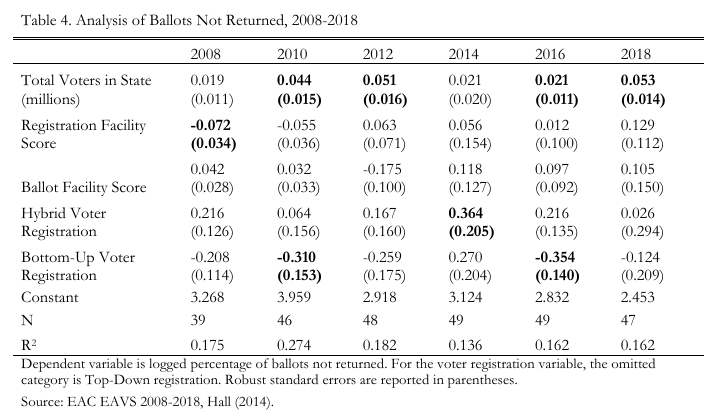 Table 4. Analysis of Ballots Not Returned, 2008-2018
2008 2010 2012 2014 2016 2018
Total Voters in State 0.019 0.044 0.051 0.021 0.021 0.053
(millions) (0.011) (0.015) (0.016) (0.020) (0.011) (0.014)
Registration Facility -0.072 -0.055 0.063 0.056 0.012 0.129
Score (0.034) (0.036) (0.071) (0.154) (0.100) (0.112)
0.042 0.032 -0.175 0.118 0.097 0.105
Ballot Facility Score (0.028) (0.033) (0.100) (0.127) (0.092) (0.150)
Hybrid Voter 0.216 0.064 0.167 0.364 0.216 0.026
Registration (0.126) (0.156) (0.160) (0.205) (0.135) (0.294)
Bottom-Up Voter -0.208 -0.310 -0.259 0.270 -0.354 -0.124
Registration (0.114) (0.153) (0.175) (0.204) (0.140) (0.209)
Constant 3.268 3.959 2.918 3.124 2.832 2.453
N 39 46 48 49 49 47
R² 0.175 0.274 0.182 0.136 0.162 0.162
Dependent variable is logged percentage of ballots not returned. For the voter registration variable, the omitted
category is Top-Down registration. Robust standard errors are reported in parentheses.
Source: EAC EAVS 2008-2018, Hall (2014).